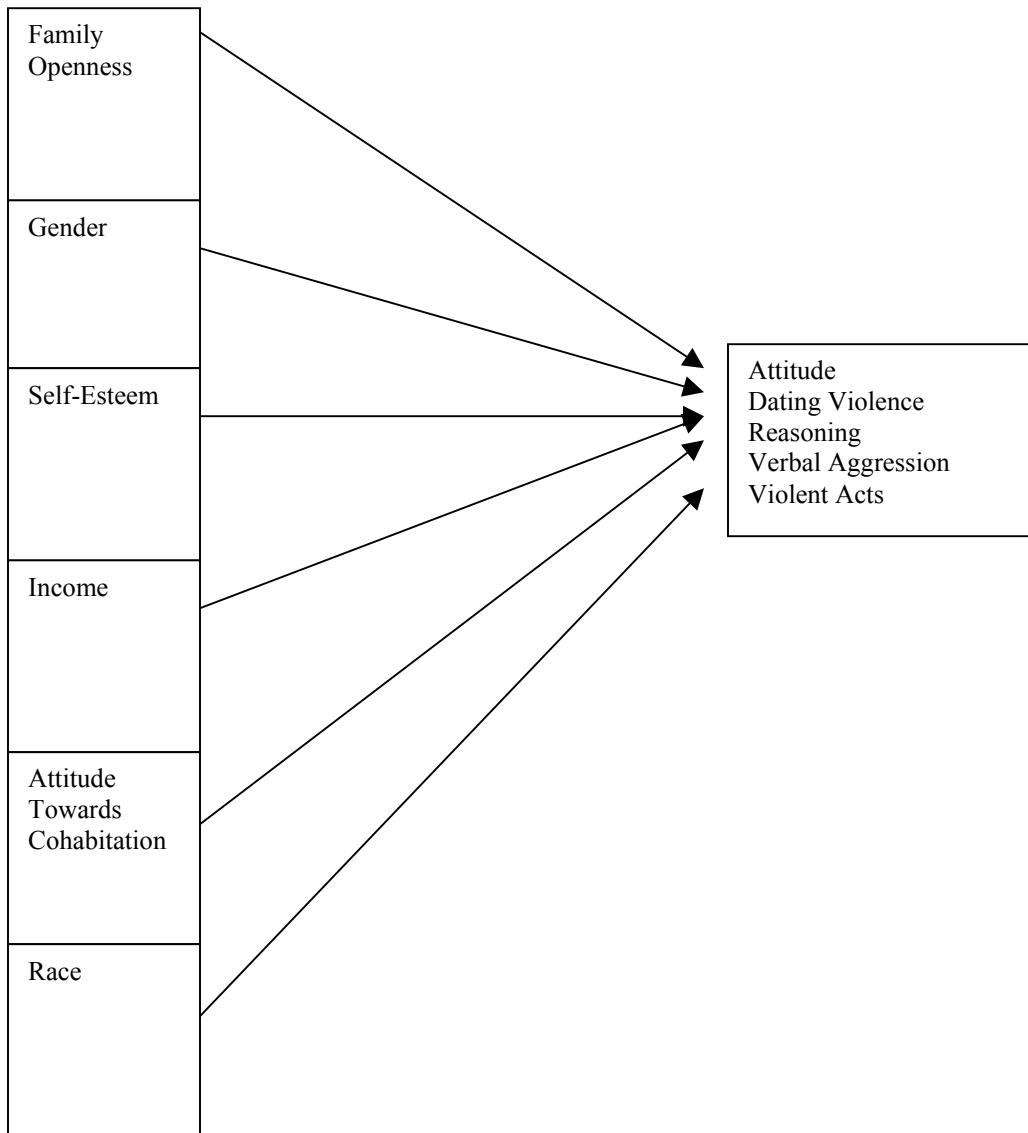 Family
Openness
Gender
Self-Esteem
Income
Attitude
Towards
Cohabitation
Race
Attitude
Dating Violence
Reasoning
Verbal Aggression
Violent Acts